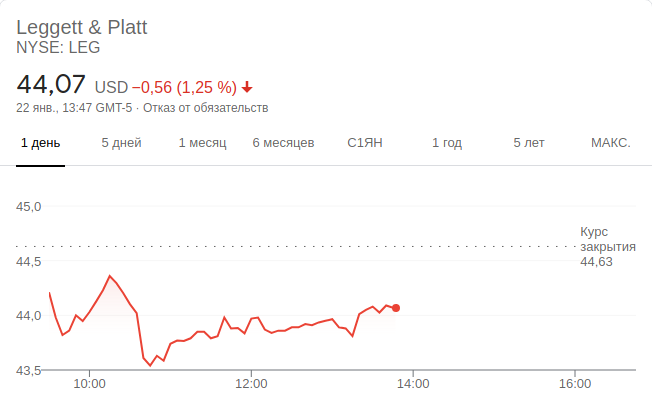 Leggett & Platt
NYSE: LEG
44,07 USD −0,56 (1,25 %)
22 янв., 13:47 GMT-5 · Отказ от обязательств
1 день 5 дней 1 месяц 6 месяцев С1ЯН 1 год 5 лет МАКС.
45,0
Курс
закрытия
44,63
44,5
44,0
43,5
10:00 12:00 14:00 16:00